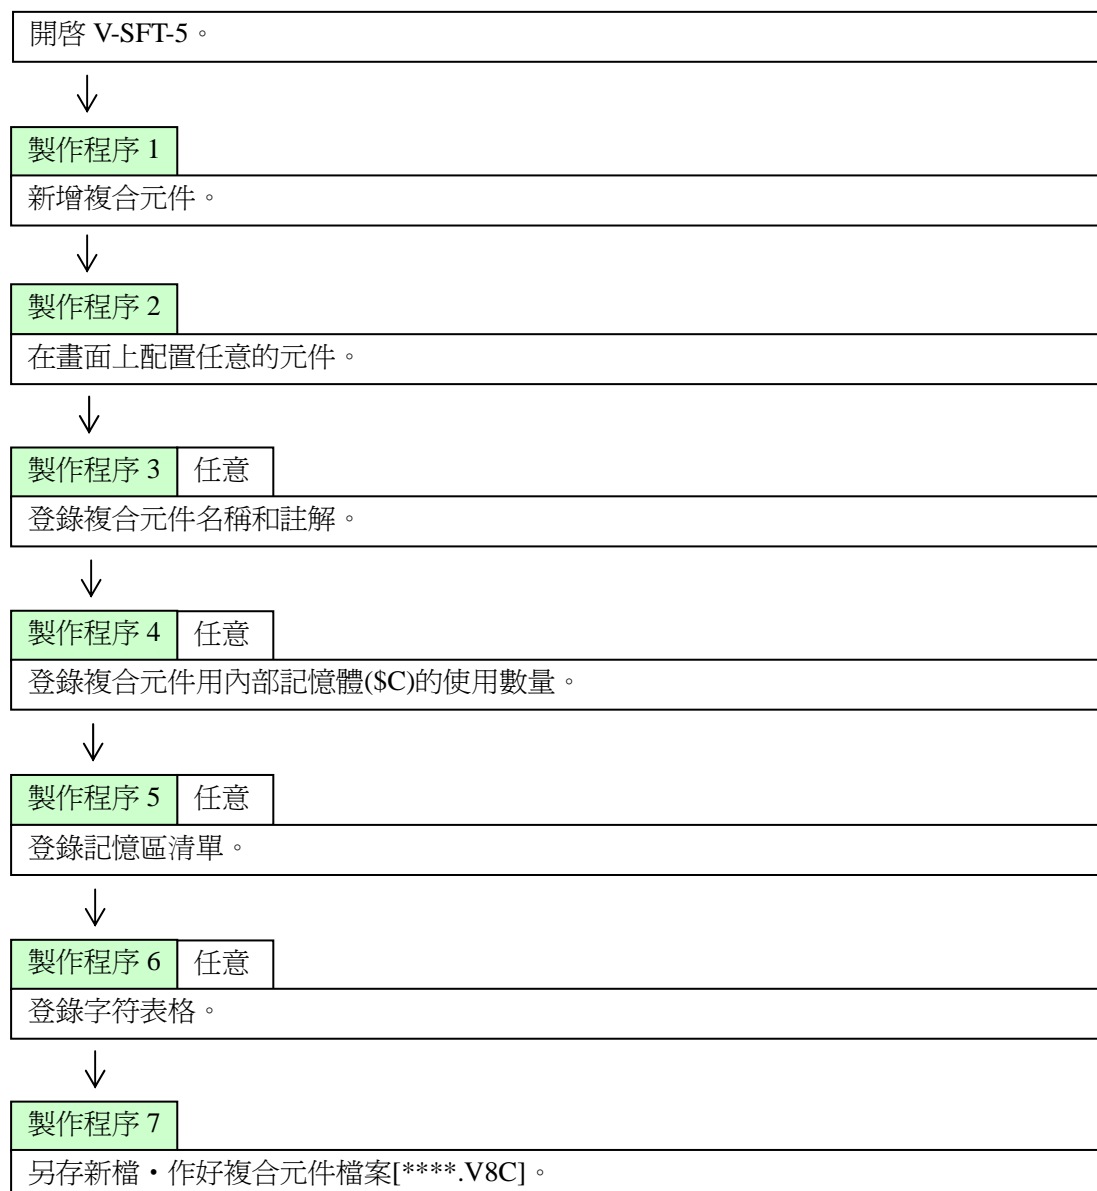 開啓 V-SFT-5。
製作程序 1
新增複合元件。
製作程序 2
在畫面上配置任意的元件。
製作程序 3 任意
登錄複合元件名稱和註解。
製作程序 4 任意
登錄複合元件用內部記憶體($C)的使用數量。
製作程序 5 任意
登錄記憶區清單。
製作程序 6 任意
登錄字符表格。
製作程序 7
另存新檔・作好複合元件檔案[****.V8C]。